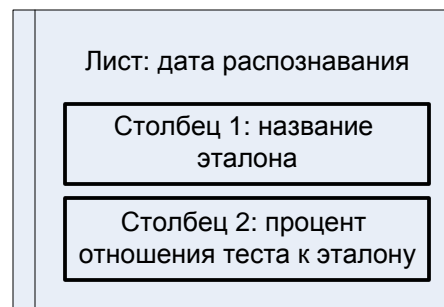 Лист: дата распознавания
Столбец 1: название
эталона
Столбец 2: процент
отношения теста к эталону